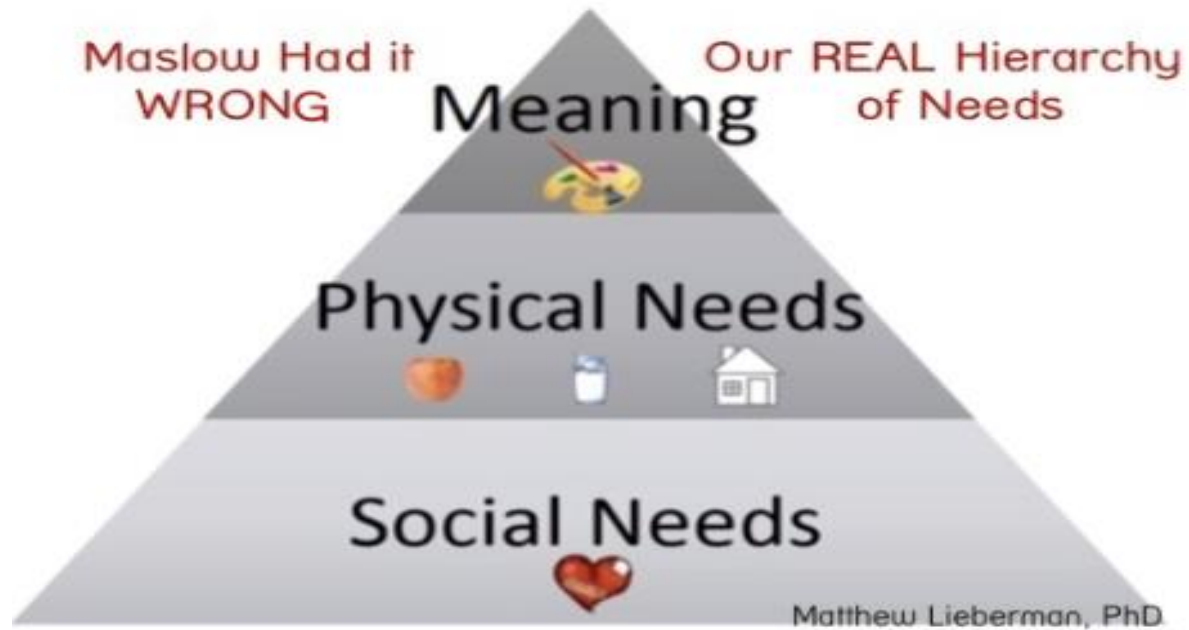 Maslow Had it
WRONG
Our REAL Hierarchy
of Needs
Meaning
Physical Needs
Social Needs
Matthew Lieberman, PhD